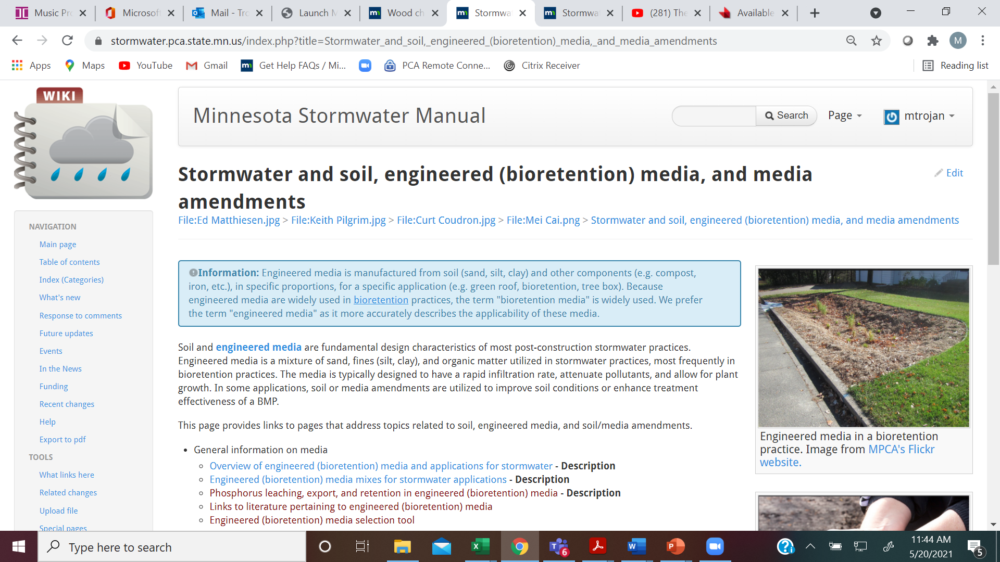 Music Pro
Microsoft
Mail - Tro
Launch M
Wood ch
Stormwa
Stormwat
(281) The
Available
stormwater.pca.state.mn.us/index.php?title=Stormwater_and_soil,_engineered_(bioretention)_media,_and_media_amendments
M
Apps
Maps
YouTube
Gmail
Get Help FAQs / Mi...
PCA Remote Conne...
Citrix Receiver
Reading list
WIKI
Minnesota Stormwater Manual
Search
Page
mtrojan
Stormwater and soil, engineered (bioretention) media, and media
amendments
Edit
File:Ed Matthiesen.jpg > File:Keith Pilgrim.jpg > File:Curt Coudron.jpg > File:Mei Cai.png > Stormwater and soil, engineered (bioretention) media, and media amendments
NAVIGATION
Main page
Table of contents
Index (Categories)
What's new
Response to comments
Future updates
Events
In the News
Funding
Recent changes
Help
Export to pdf
TOOLS
What links here
Related changes
Upload file
Special pages
Information: Engineered media is manufactured from soil (sand, silt, clay) and other components (e.g. compost,
iron, etc.), in specific proportions, for a specific application (e.g. green roof, bioretention, tree box). Because
engineered media are widely used in bioretention practices, the term "bioretention media" is widely used. We prefer
the term "engineered media" as it more accurately describes the applicability of these media.
Soil and engineered media are fundamental design characteristics of most post-construction stormwater practices.
Engineered media is a mixture of sand, fines (silt, clay), and organic matter utilized in stormwater practices, most frequently in
bioretention practices. The media is typically designed to have a rapid infiltration rate, attenuate pollutants, and allow for plant
growth. In some applications, soil or media amendments are utilized to improve soil conditions or enhance treatment
effectiveness of a BMP.
This page provides links to pages that address topics related to soil, engineered media, and soil/media amendments.
• General information on media
Overview of engineered (bioretention) media and applications for stormwater - Description
Engineered (bioretention) media mixes for stormwater applications - Description
Phosphorus leaching, export, and retention in engineered (bioretention) media - Description
Links to literature pertaining to engineered (bioretention) media
Engineered (bioretention) media selection tool
Engineered media in a bioretention
practice. Image from MPCA's Flickr
website.
Type here to search
6
11:44 AM
5/20/2021
5